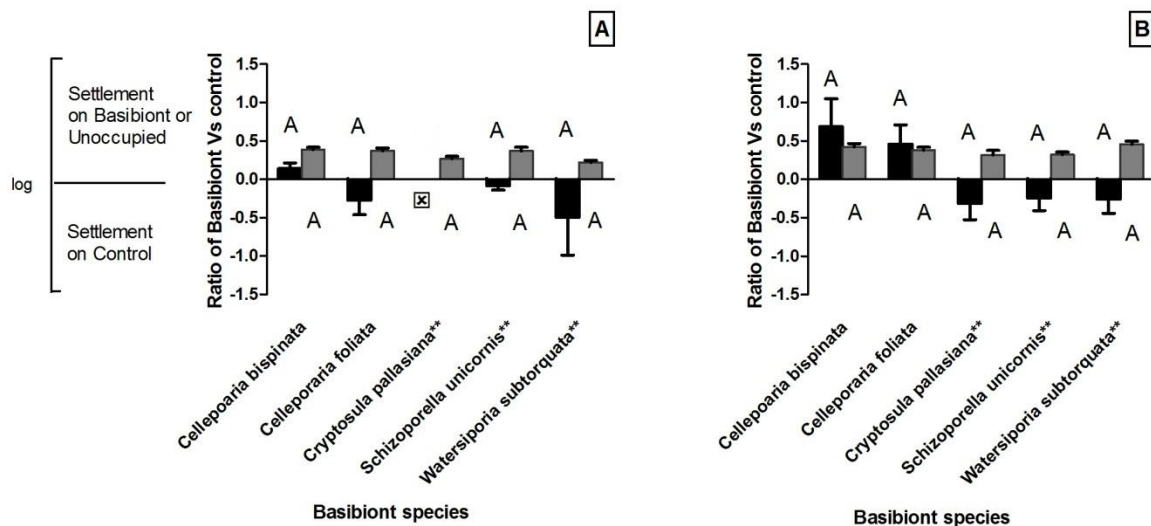 A
B
log
Settlement
on Basibiont or
Unoccupied
Settlement
on Control
Ratio of Basibiont Vs control
1.5
1.0
0.5
0.0
-0.5
-1.0
-1.5
A A A A
A A A A A
Cellepoaria bispinata
Celleporaria foliata
Cryptosula pallasiana**
Schizoporella unicornis**
Watersiporia subtorquata**
Basibiont species
Ratio of Basibiont Vs control
1.5
1.0
0.5
0.0
-0.5
-1.0
-1.5
A A A A A
A A A A A
Cellepoaria bispinata
Celleporaria foliata
Cryptosula pallasiana**
Schizoporella unicornis**
Watersiporia subtorquata**
Basibiont species